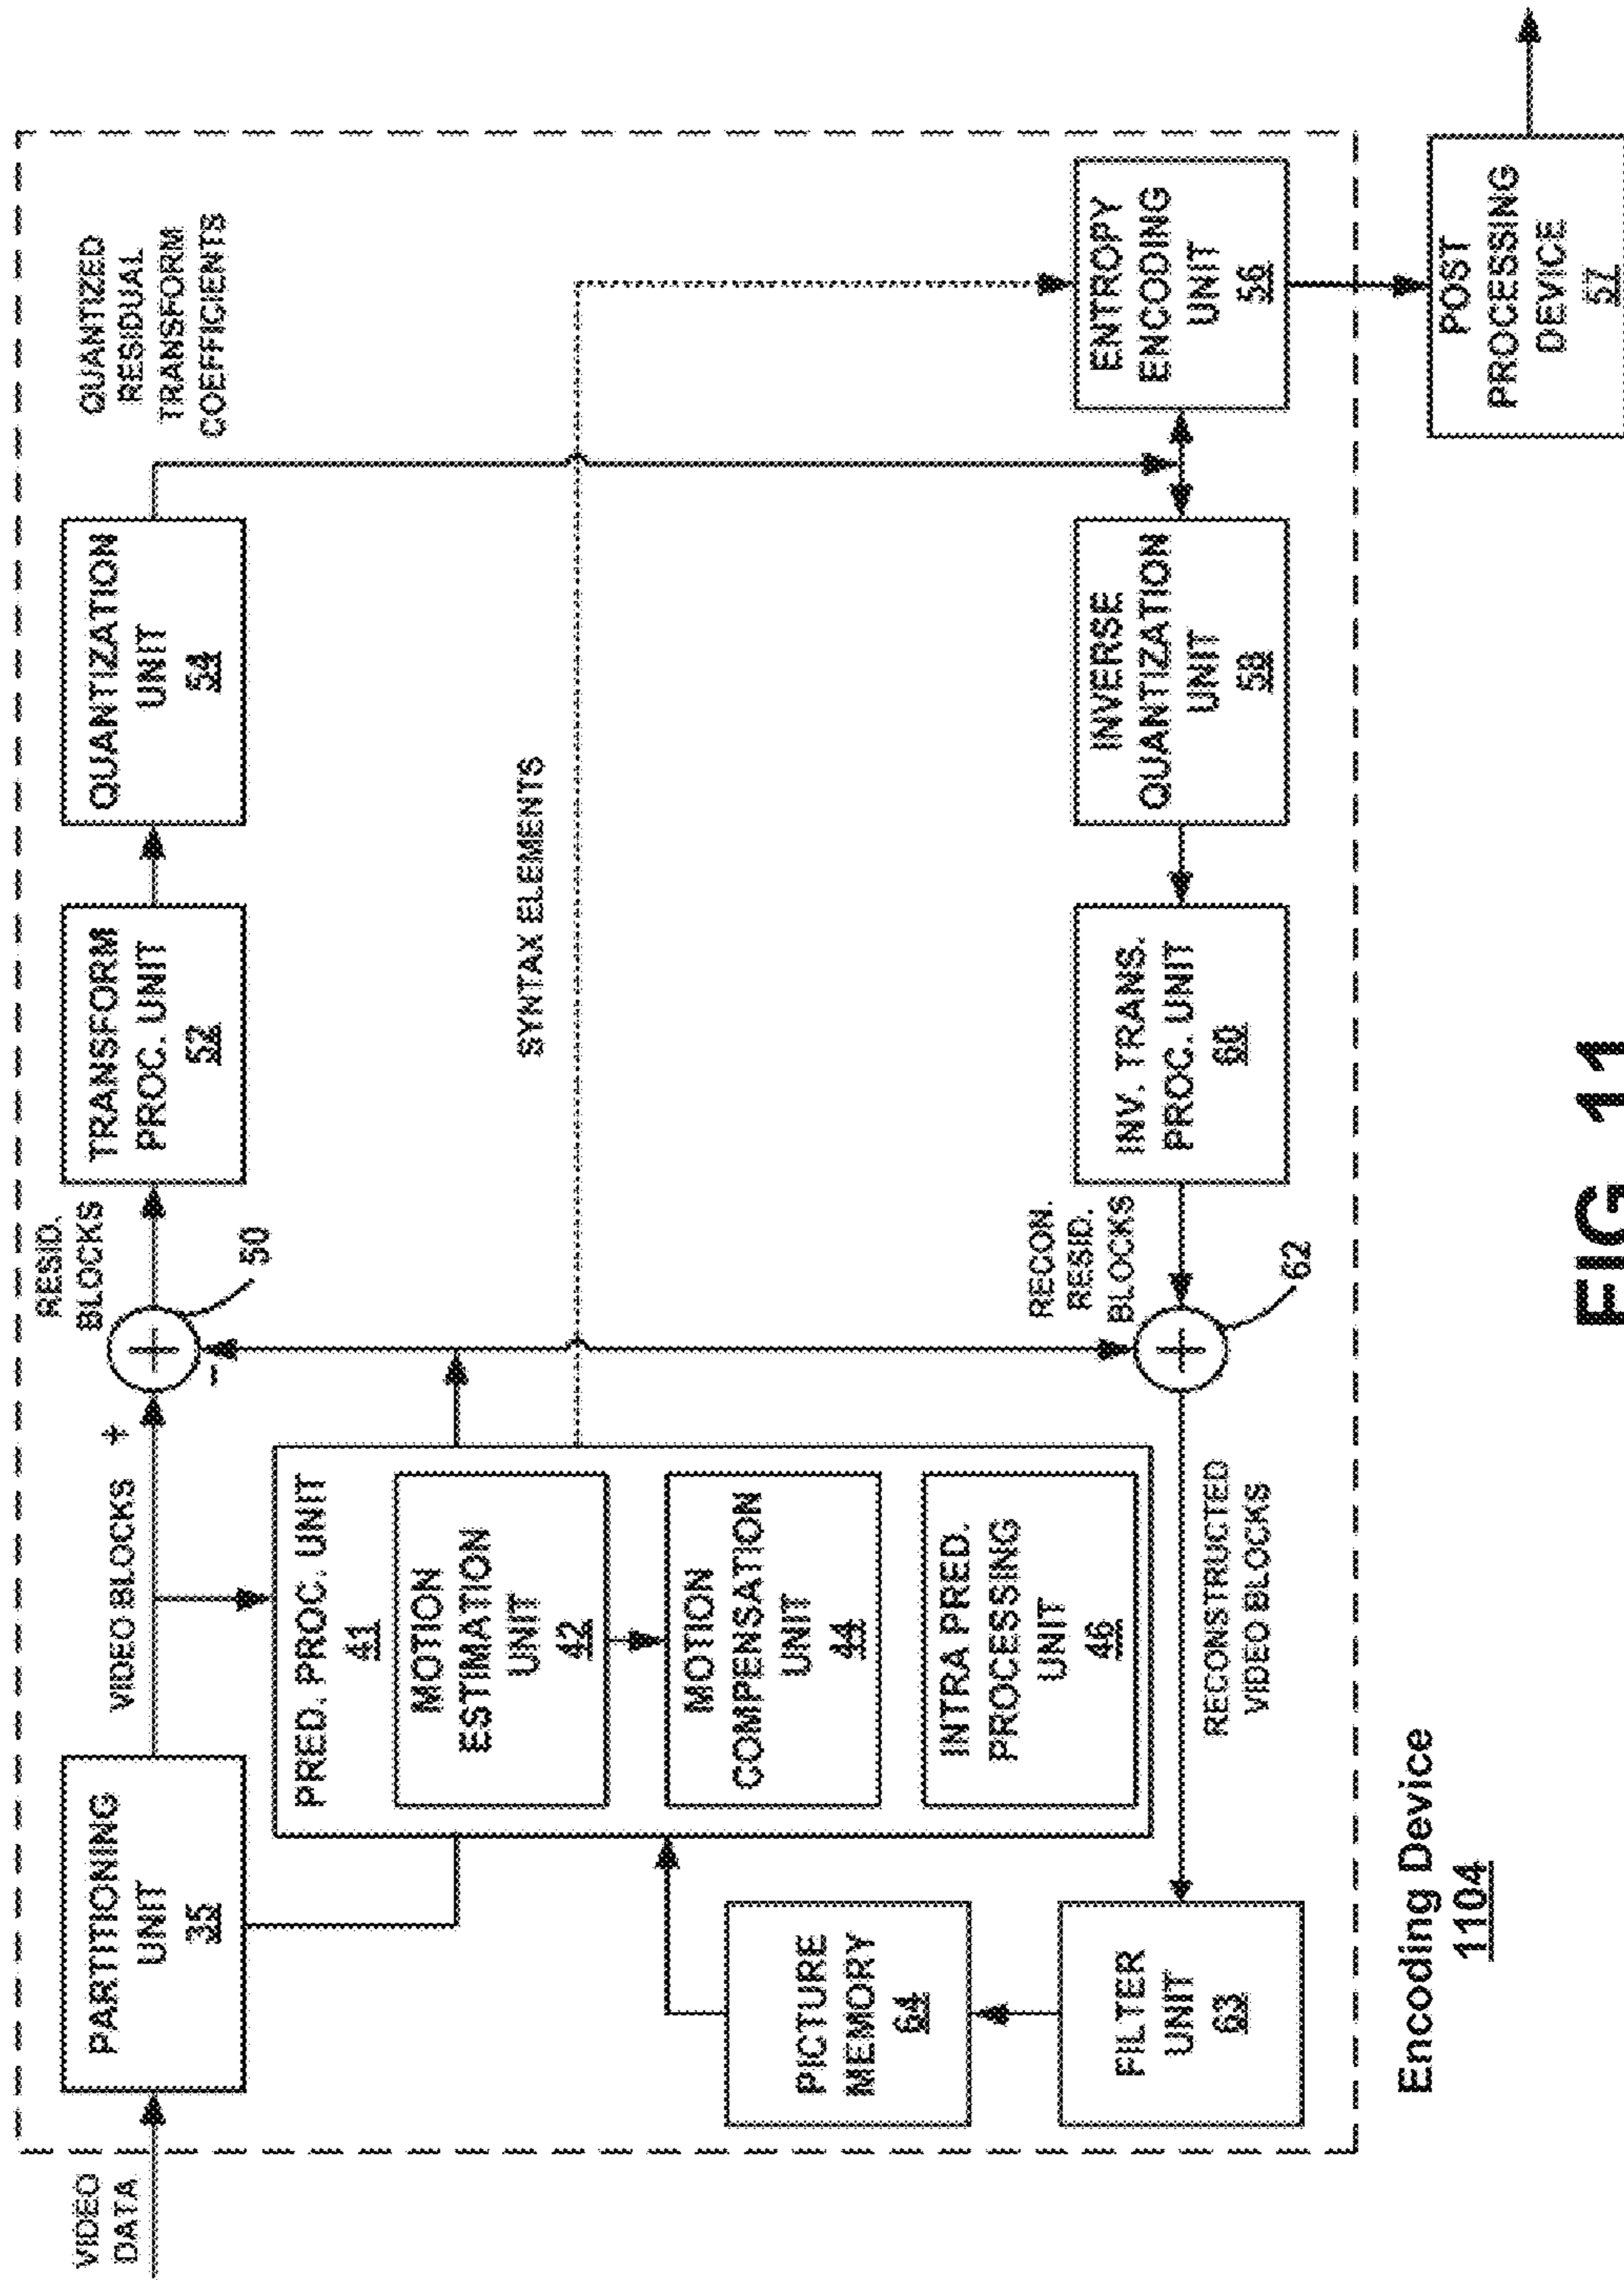 VIDEO
DATA
PARTITIONING
UNIT
35
VIDEO BLOCKS
+
-
RESID.
BLOCKS
50
TRANSFORM
PROC. UNIT
52
QUANTIZATION
UNIT
54
QUANTIZED
RESIDUAL
TRANSFORM
COEFFICIENTS
PRED. PROC. UNIT
41
MOTION
ESTIMATION
UNIT
42
MOTION
COMPENSATION
UNIT
44
INTRA PRED.
PROCESSING
UNIT
46
SYNTAX ELEMENTS
PICTURE
MEMORY
64
FILTER
UNIT
63
RECONSTRUCTED
VIDEO BLOCKS
RECON.
RESID.
BLOCKS
62
INV. TRANS.
PROC. UNIT
60
INVERSE
QUANTIZATION
UNIT
58
ENTROPY
ENCODING
UNIT
56
Encoding Device
1104
POST
PROCESSING
DEVICE
57
FIG 11